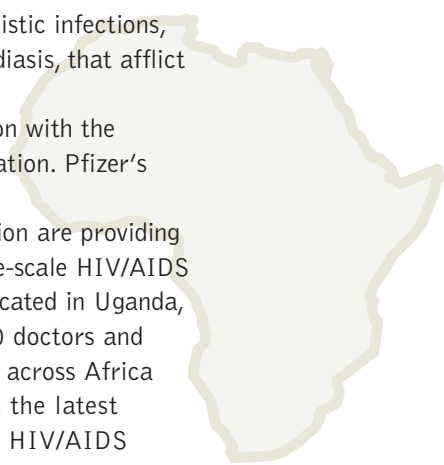 istic infections,
diasis, that afflict
on with the
ation. Pfizer's
ion are providing
e-scale HIV/AIDS
cated in Uganda,
0 doctors and
across Africa
the latest
HIV/AIDS